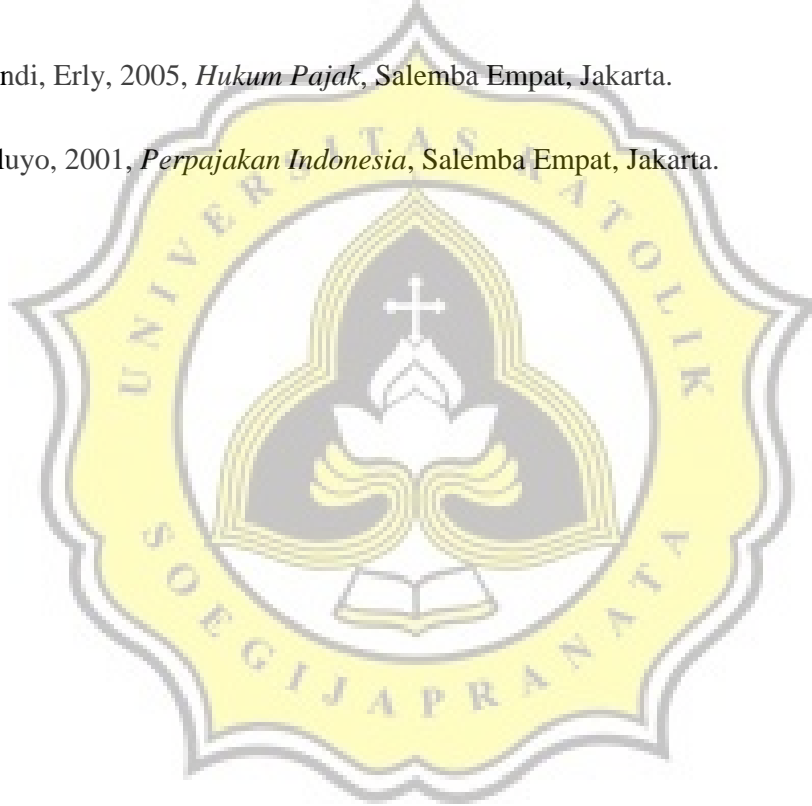 ndi, Erly, 2005, Hukum Pajak, Salemba Empat, Jakarta.
luyo, 2001, Perpajakan Indonesia, Salemba Empat, Jakarta.
UNIVERSITAS KATOLIK
SOEGIJAPRANATA